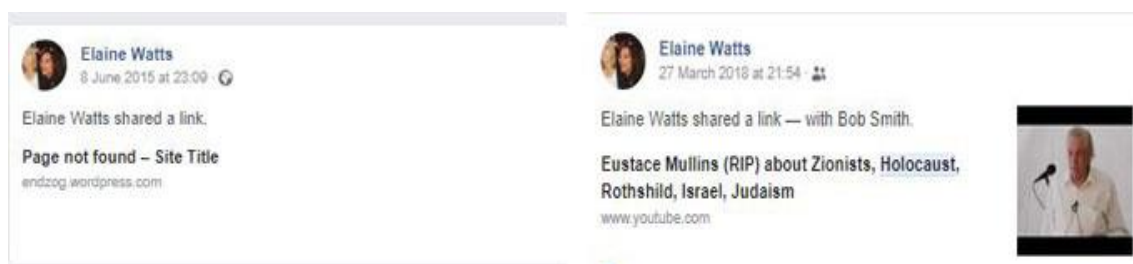 Elaine Watts
8 June 2015 at 23:09
Elaine Watts shared a link.
Page not found – Site Title
endzog.wordpress.com
Elaine Watts
27 March 2018 at 21:54
Elaine Watts shared a link — with Bob Smith.
Eustace Mullins (RIP) about Zionists, Holocaust,
Rothshild, Israel, Judaism
www.youtube.com